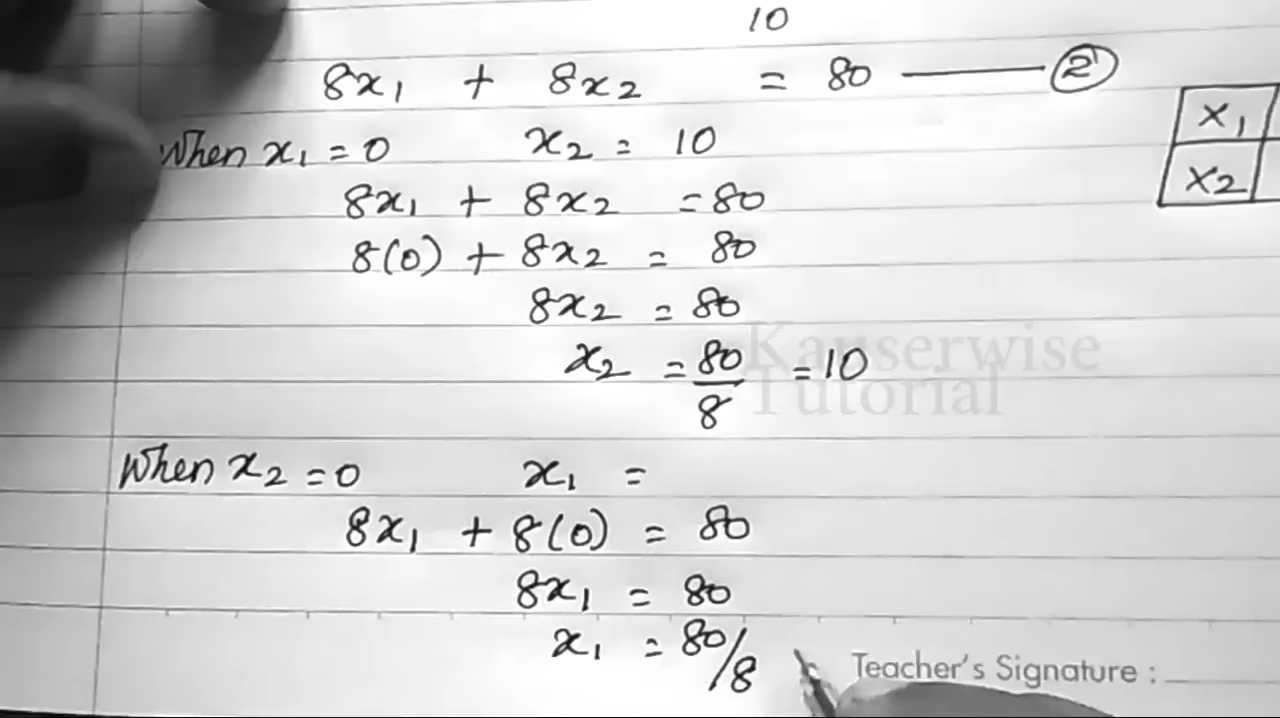 10
8x₁ + 8x₂ = 80 —— ②
When x₁ = 0 x₂ = 10
8x₁ + 8x₂ = 80
8(0) + 8x₂ = 80
8x₂ = 80
x₂ = 80/8 = 10
When x₂ = 0 x₁ =
8x₁ + 8(0) = 80
8x₁ = 80
x₁ = 80/8
x₁
x₂
Kauserwise
Tutorial
Teacher's Signature :